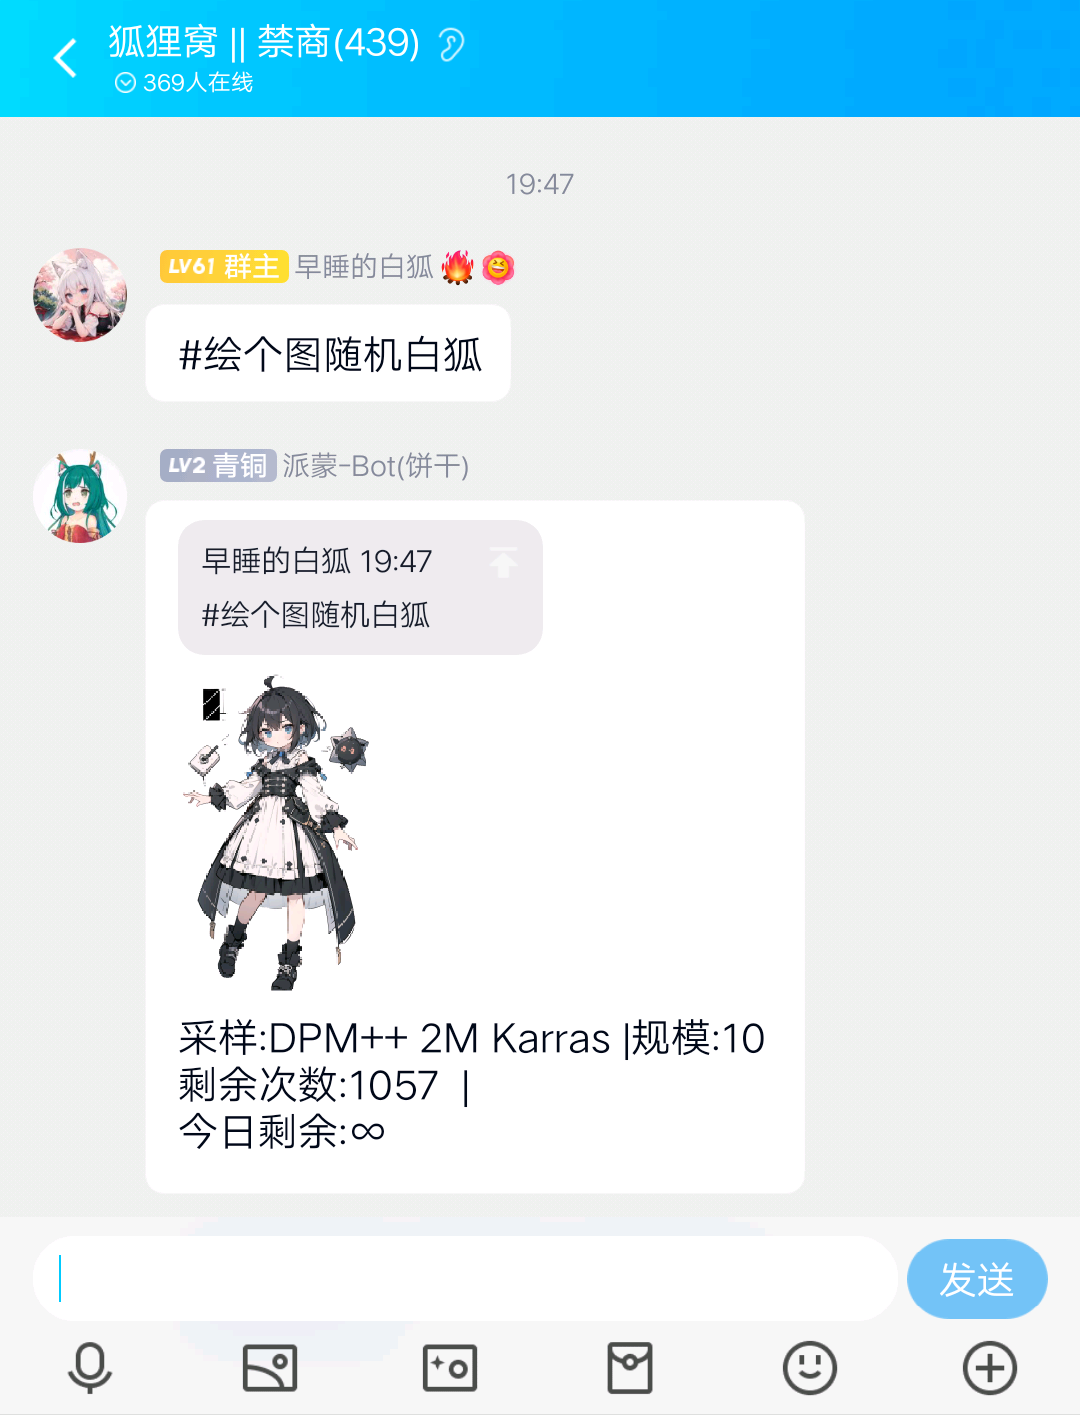 狐狸窝 || 禁商(439)
369人在线
19:47
LV61 群主 早睡的白狐
#绘个图随机白狐
LV2 青铜 派蒙-Bot(饼干)
早睡的白狐 19:47
#绘个图随机白狐
采样:DPM++ 2M Karras |规模:10
剩余次数:1057 |
今日剩余:∞
发送